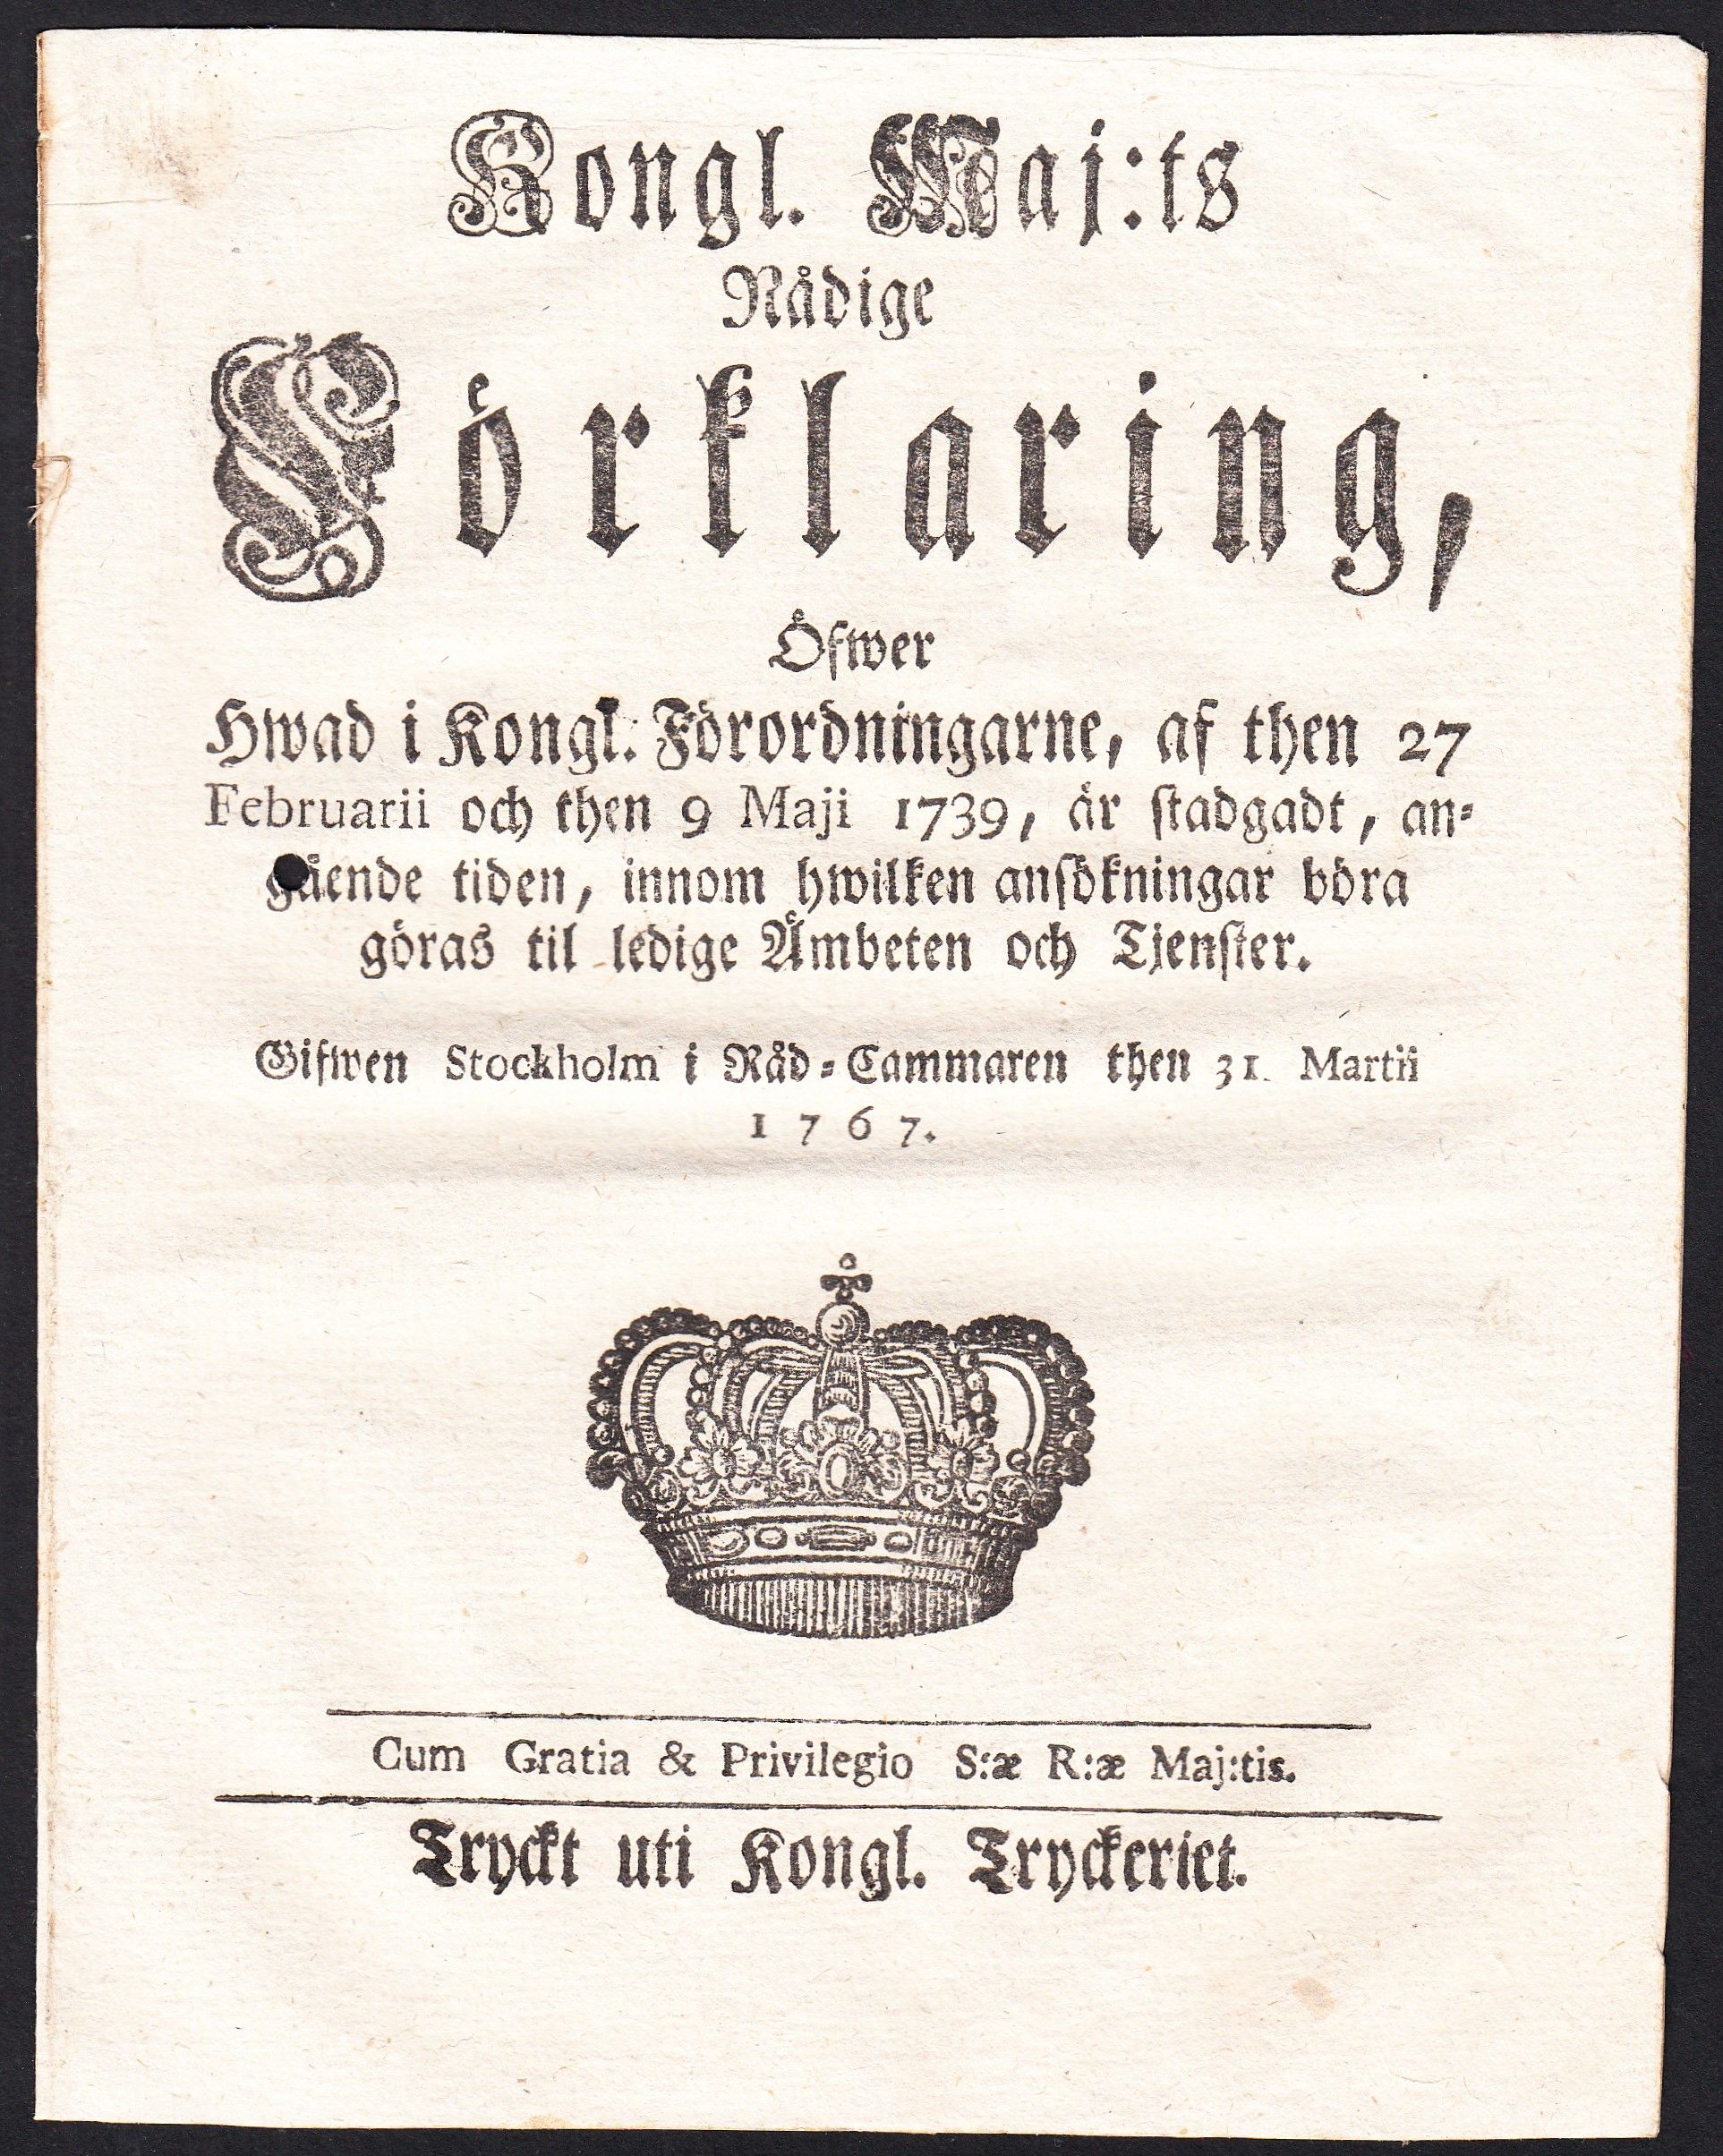 Kongl. Maj:ts
Nådige
Förklaring,
Öfwer
Hwad i Kongl. Förordningarne, af then 27
Februarii och then 9 Maji 1739, är stadgadt, an-
gående tiden, innom hwilken ansökningar böra
göras til ledige Ämbeten och Tjenster.
Gifwen Stockholm i Råd-Cammaren then 31. Martii
1767.
Cum Gratia & Privilegio S:æ R:æ Maj:tis.
Tryckt uti Kongl. Tryckeriet.